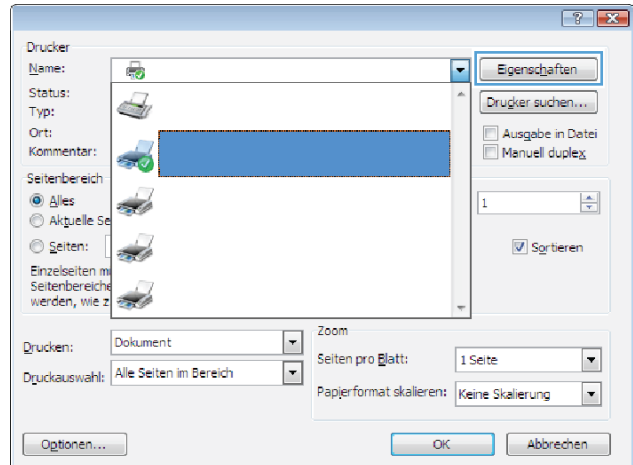 Drucker
Name:
Eigenschaften
Status:
Drucker suchen...
Typ:
Ort:
Ausgabe in Datei
Kommentar:
Manuell duplex
Seitenbereich
Alles
1
Aktuelle Se
Seiten:
Sortieren
Einzelseiten m
Seitenbereiche
werden, wie z
Drucken:
Dokument
Druckauswahl:
Alle Seiten im Bereich
Zoom
Seiten pro Blatt:
1 Seite
Papierformat skalieren:
Keine Skalierung
Optionen...
OK
Abbrechen